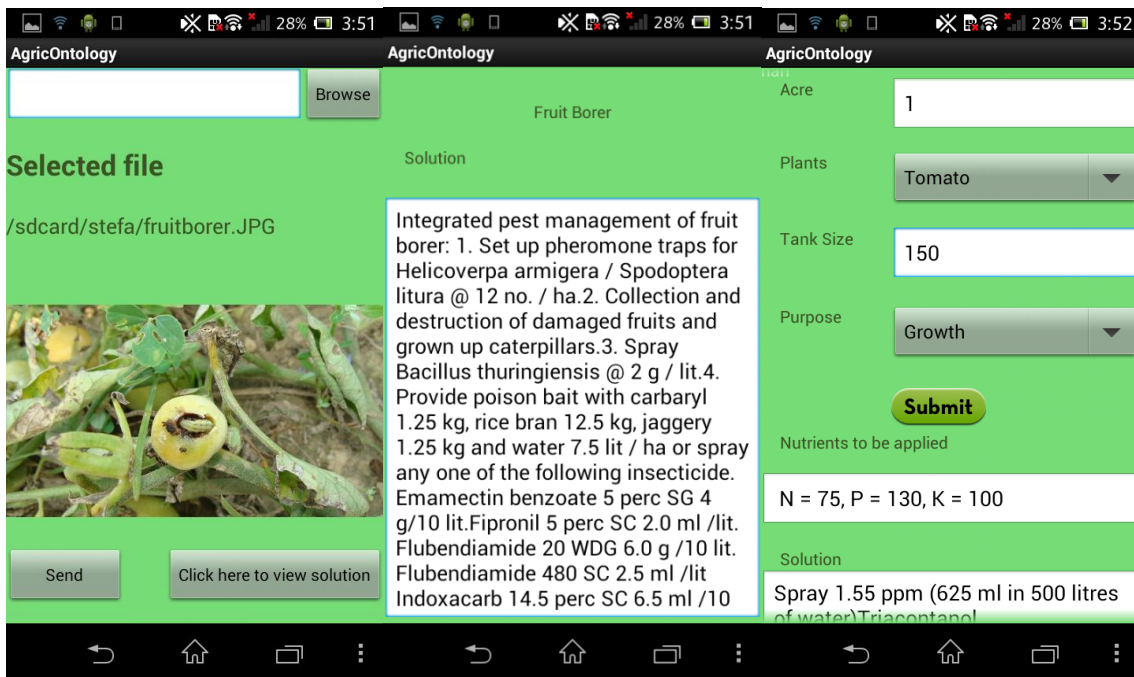 28% 3:51
AgricOntology
Browse
Selected file
/sdcard/stefa/fruitborer.JPG
Send
Click here to view solution
28% 3:51
AgricOntology
Fruit Borer
Solution
Integrated pest management of fruit
borer: 1. Set up pheromone traps for
Helicoverpa armigera / Spodoptera
litura @ 12 no. / ha.2. Collection and
destruction of damaged fruits and
grown up caterpillars.3. Spray
Bacillus thuringiensis @ 2 g / lit.4.
Provide poison bait with carbaryl
1.25 kg, rice bran 12.5 kg, jaggery
1.25 kg and water 7.5 lit / ha or spray
any one of the following insecticide.
Emamectin benzoate 5 perc SG 4
g/10 lit.Fipronil 5 perc SC 2.0 ml /lit.
Flubendiamide 20 WDG 6.0 g /10 lit.
Flubendiamide 480 SC 2.5 ml /lit
Indoxacarb 14.5 perc SC 6.5 ml /10
28% 3:52
AgricOntology
Acre
1
Plants
Tomato
Tank Size
150
Purpose
Growth
Submit
Nutrients to be applied
N = 75, P = 130, K = 100
Solution
Spray 1.55 ppm (625 ml in 500 litres
of water)Triacontanol